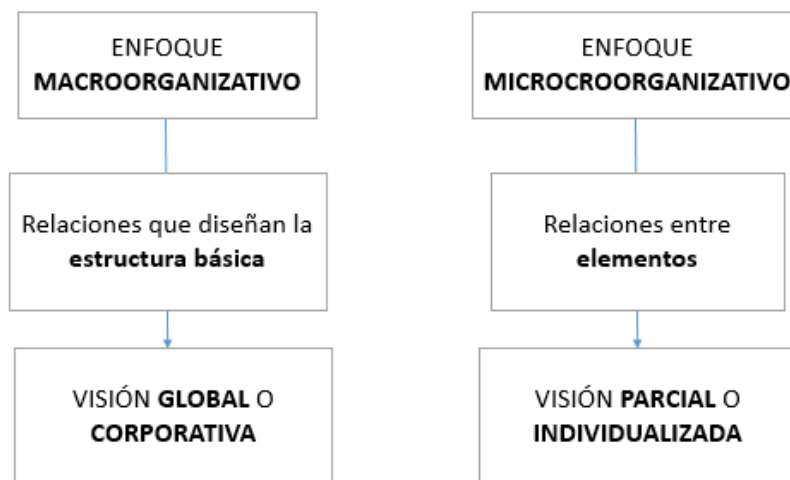 ENFOQUE
MACROORGANIZATIVO
Relaciones que diseñan la
estructura básica
VISIÓN GLOBAL O
CORPORATIVA
ENFOQUE
MICROCROORGANIZATIVO
Relaciones entre
elementos
VISIÓN PARCIAL O
INDIVIDUALIZADA